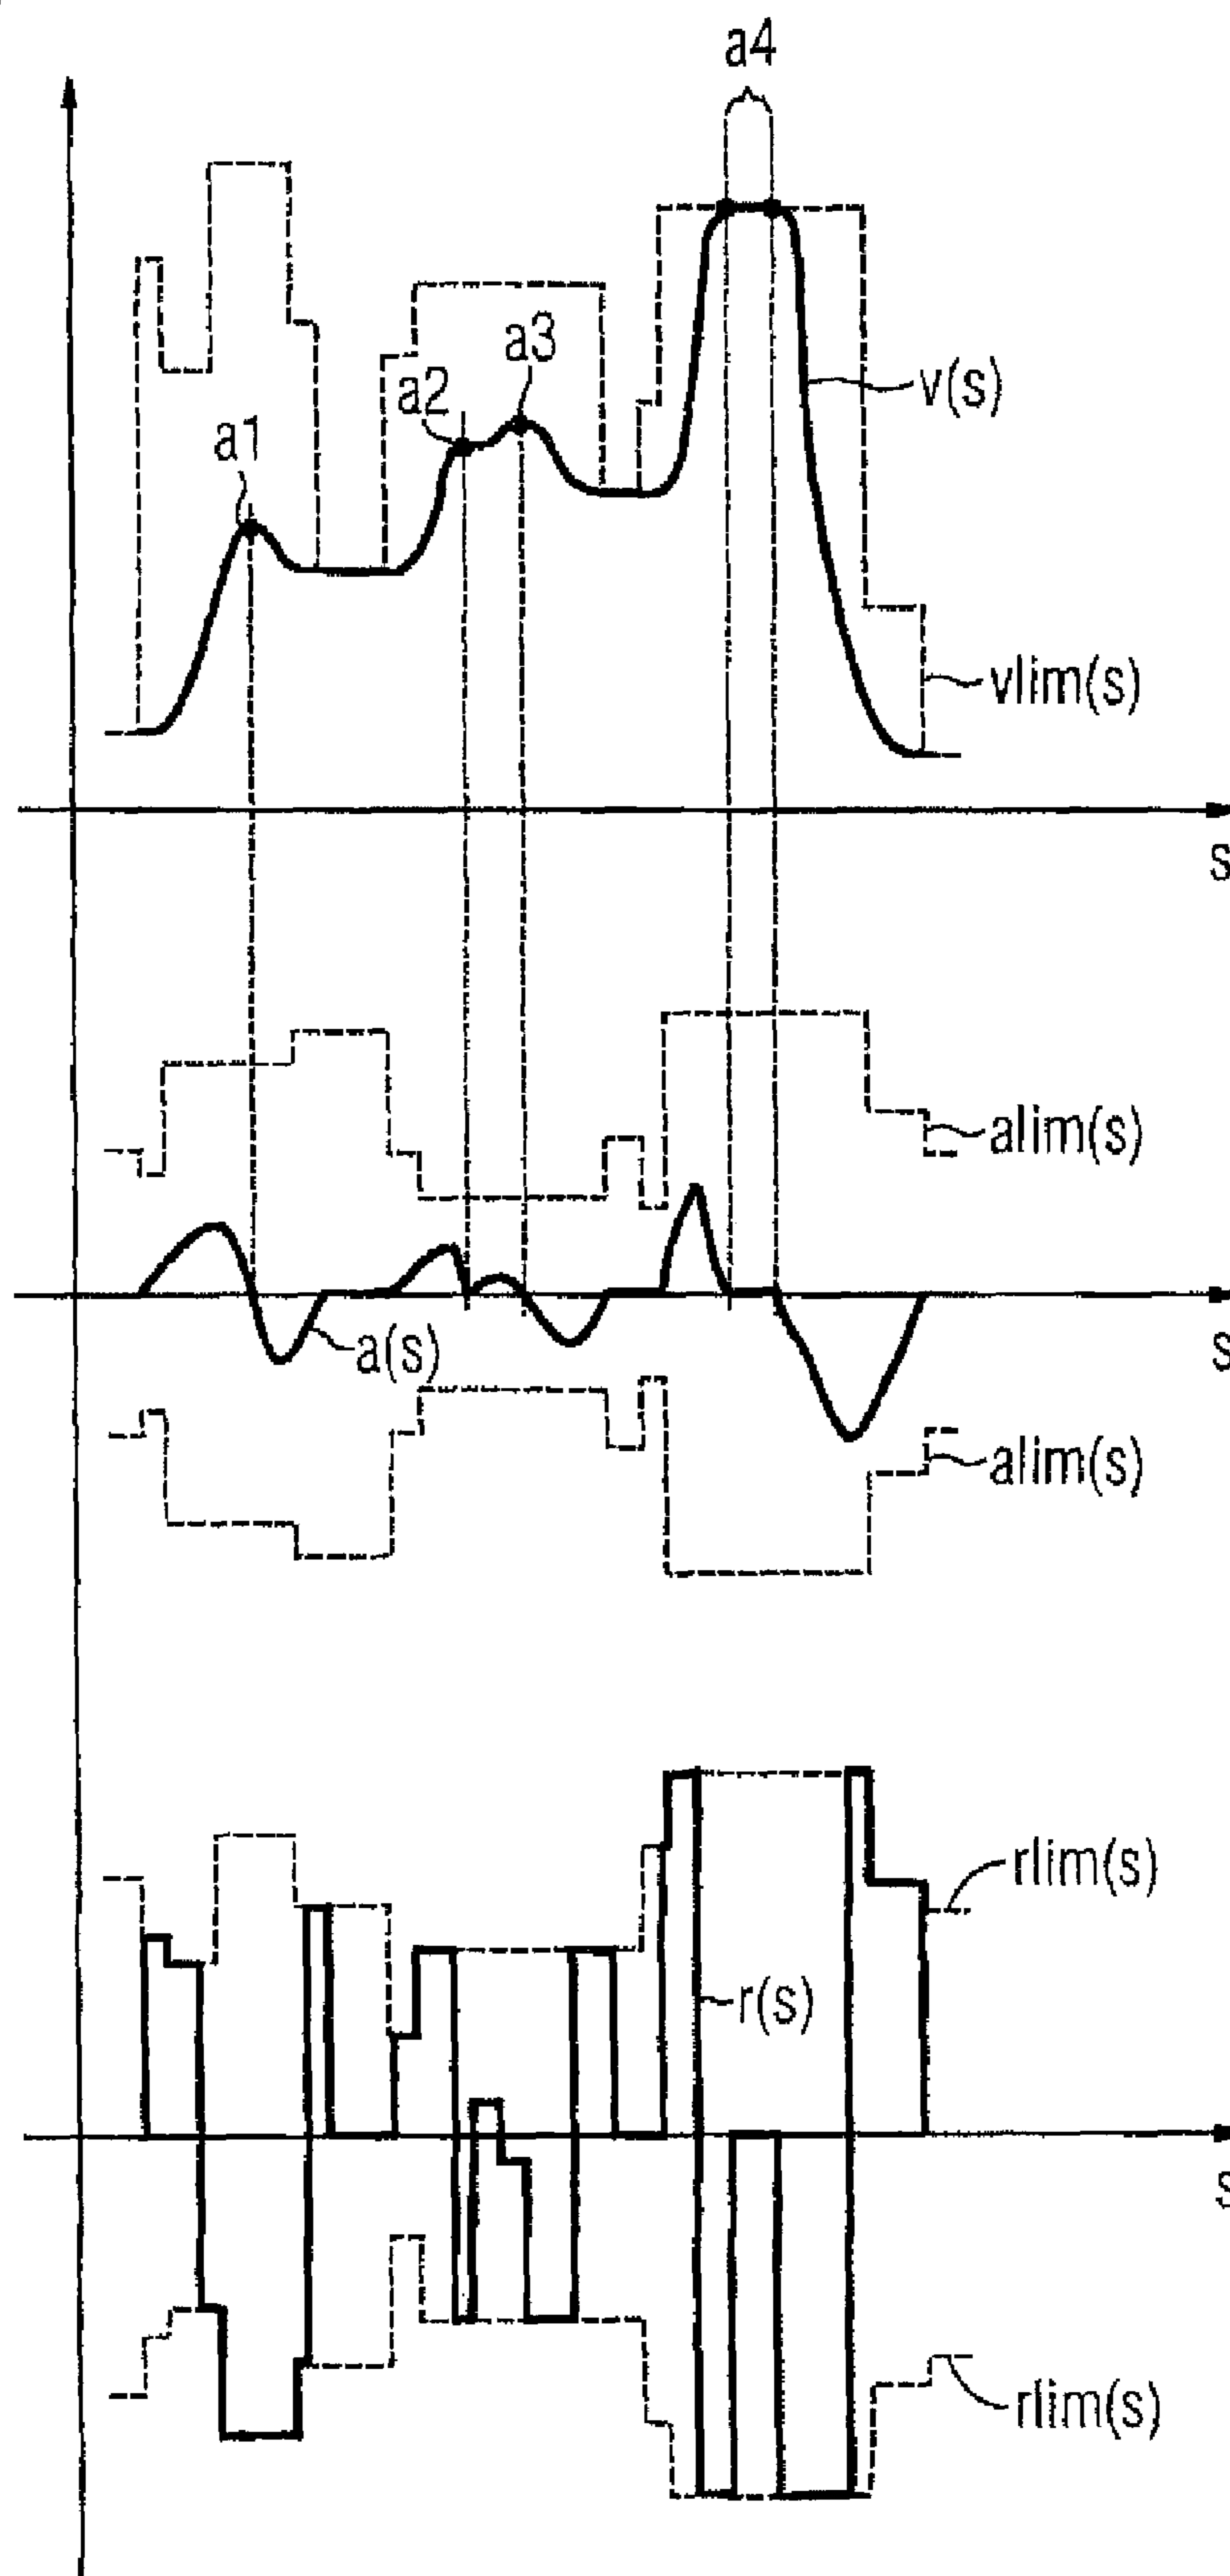 a4
a3
a2
a1
v(s)
vlim(s)
s
alim(s)
a(s)
s
alim(s)
rlim(s)
r(s)
s
rlim(s)